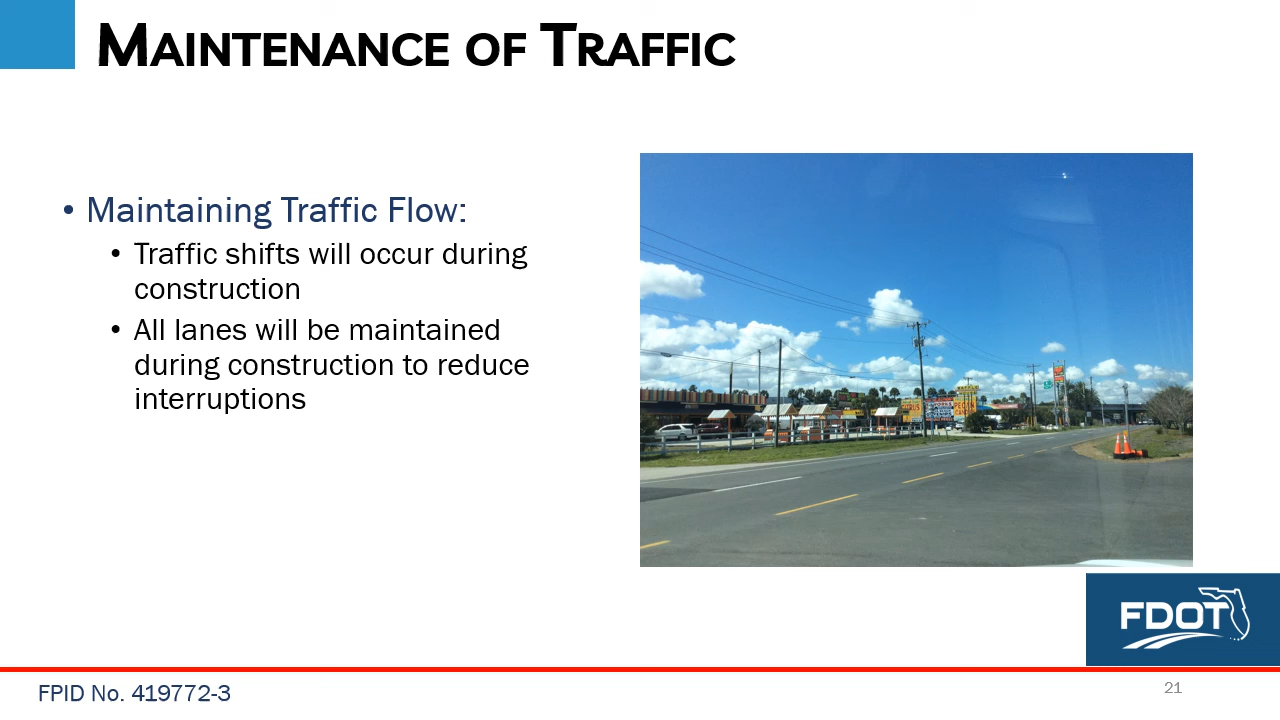 MAINTENANCE OF TRAFFIC
• Maintaining Traffic Flow:
• Traffic shifts will occur during
construction
• All lanes will be maintained
during construction to reduce
interruptions
FDOT
FPID No. 419772-3
21